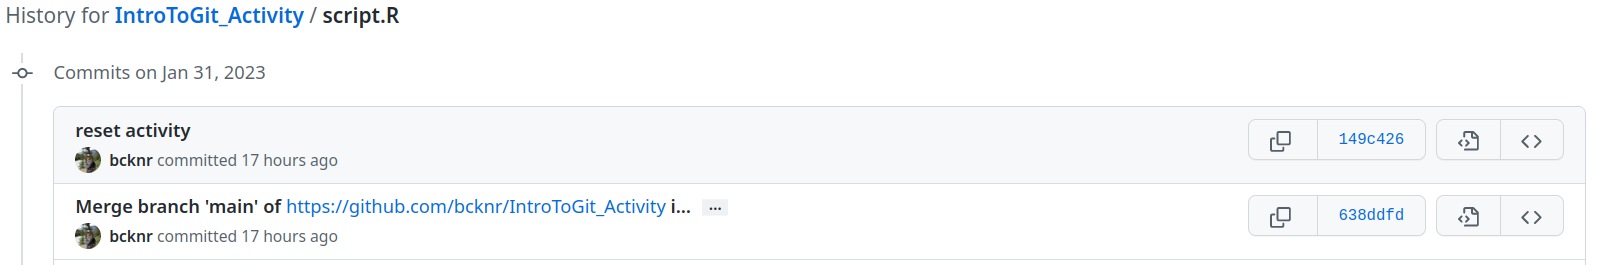 History for IntroToGit_Activity / script.R
Commits on Jan 31, 2023
reset activity
149c426
bcknr committed 17 hours ago
Merge branch 'main' of https://github.com/bcknr/IntroToGit_Activity i... ...
638ddfd
bcknr committed 17 hours ago